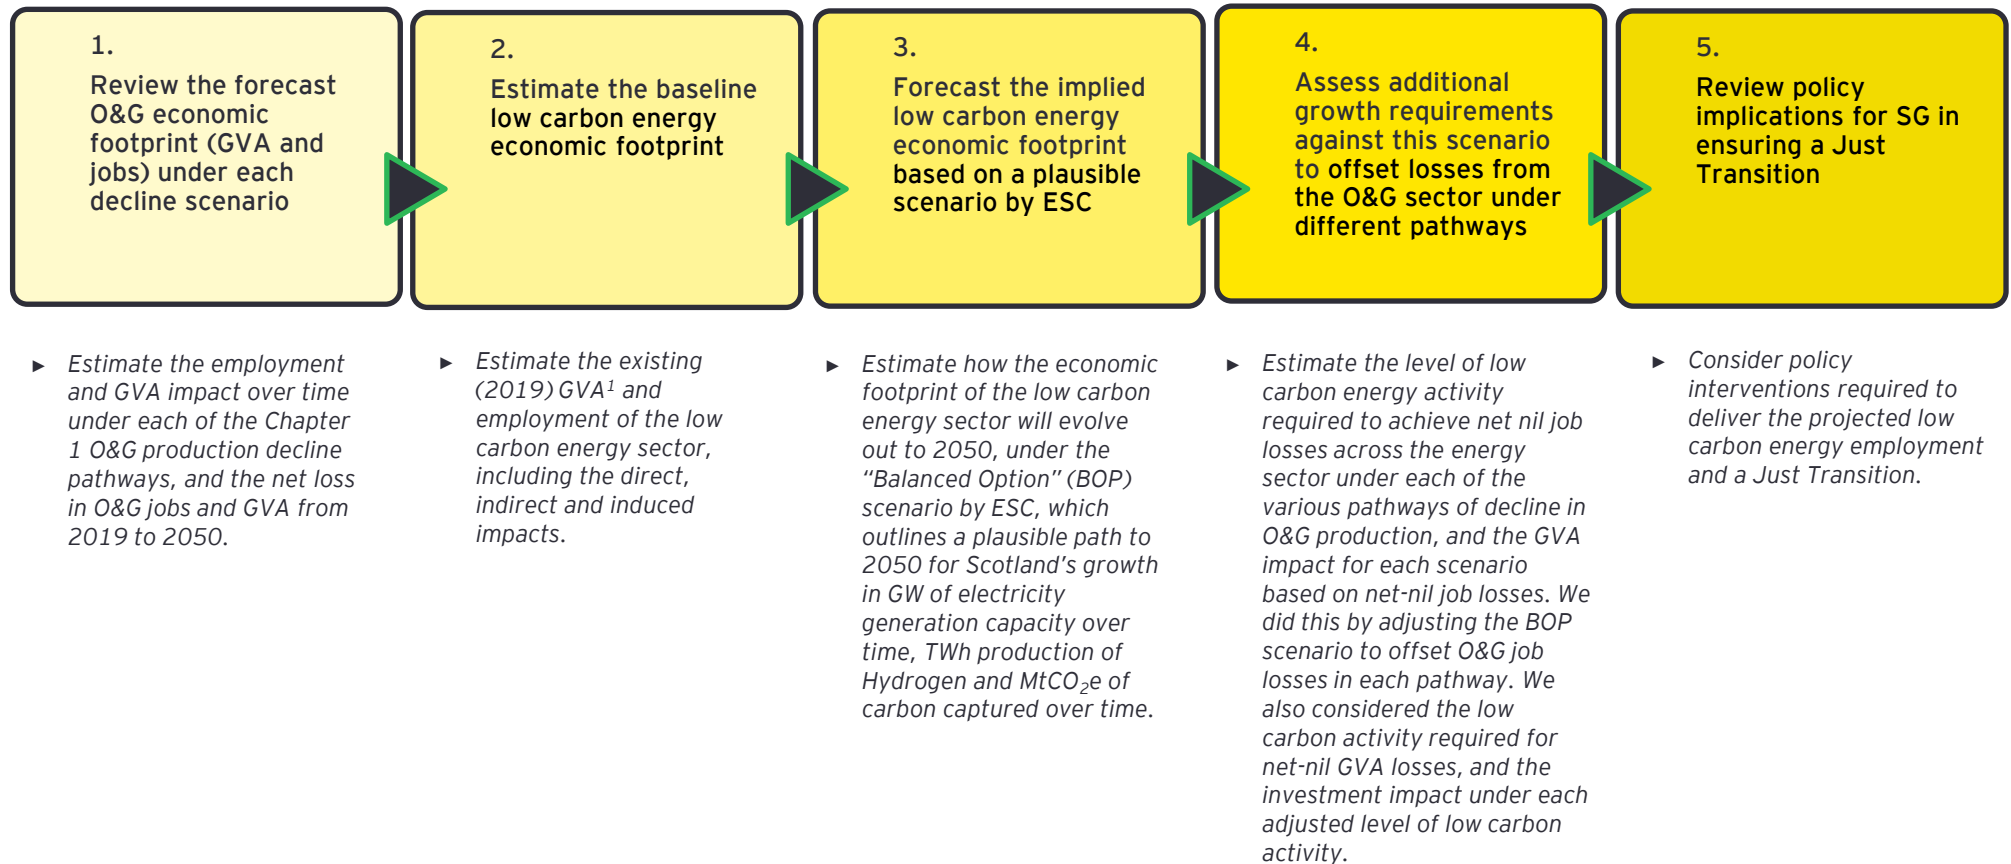 1.
Review the forecast
O&G economic
footprint (GVA and
jobs) under each
decline scenario
2.
Estimate the baseline
low carbon energy
economic footprint
3.
Forecast the implied
low carbon energy
economic footprint
based on a plausible
scenario by ESC
4.
Assess additional
growth requirements
against this scenario
to offset losses from
the O&G sector under
different pathways
5.
Review policy
implications for SG in
ensuring a Just
Transition
► Estimate the employment
and GVA impact over time
under each of the Chapter
1 O&G production decline
pathways, and the net loss
in O&G jobs and GVA from
2019 to 2050.
► Estimate the existing
(2019) GVA¹ and
employment of the low
carbon energy sector,
including the direct,
indirect and induced
impacts.
► Estimate how the economic
footprint of the low carbon
energy sector will evolve
out to 2050, under the
“Balanced Option” (BOP)
scenario by ESC, which
outlines a plausible path to
2050 for Scotland’s growth
in GW of electricity
generation capacity over
time, TWh production of
Hydrogen and MtCO₂e of
carbon captured over time.
► Estimate the level of low
carbon energy activity
required to achieve net nil job
losses across the energy
sector under each of the
various pathways of decline in
O&G production, and the GVA
impact for each scenario
based on net-nil job losses. We
did this by adjusting the BOP
scenario to offset O&G job
losses in each pathway. We
also considered the low
carbon activity required for
net-nil GVA losses, and the
investment impact under each
adjusted level of low carbon
activity.
► Consider policy
interventions required to
deliver the projected low
carbon energy employment
and a Just Transition.